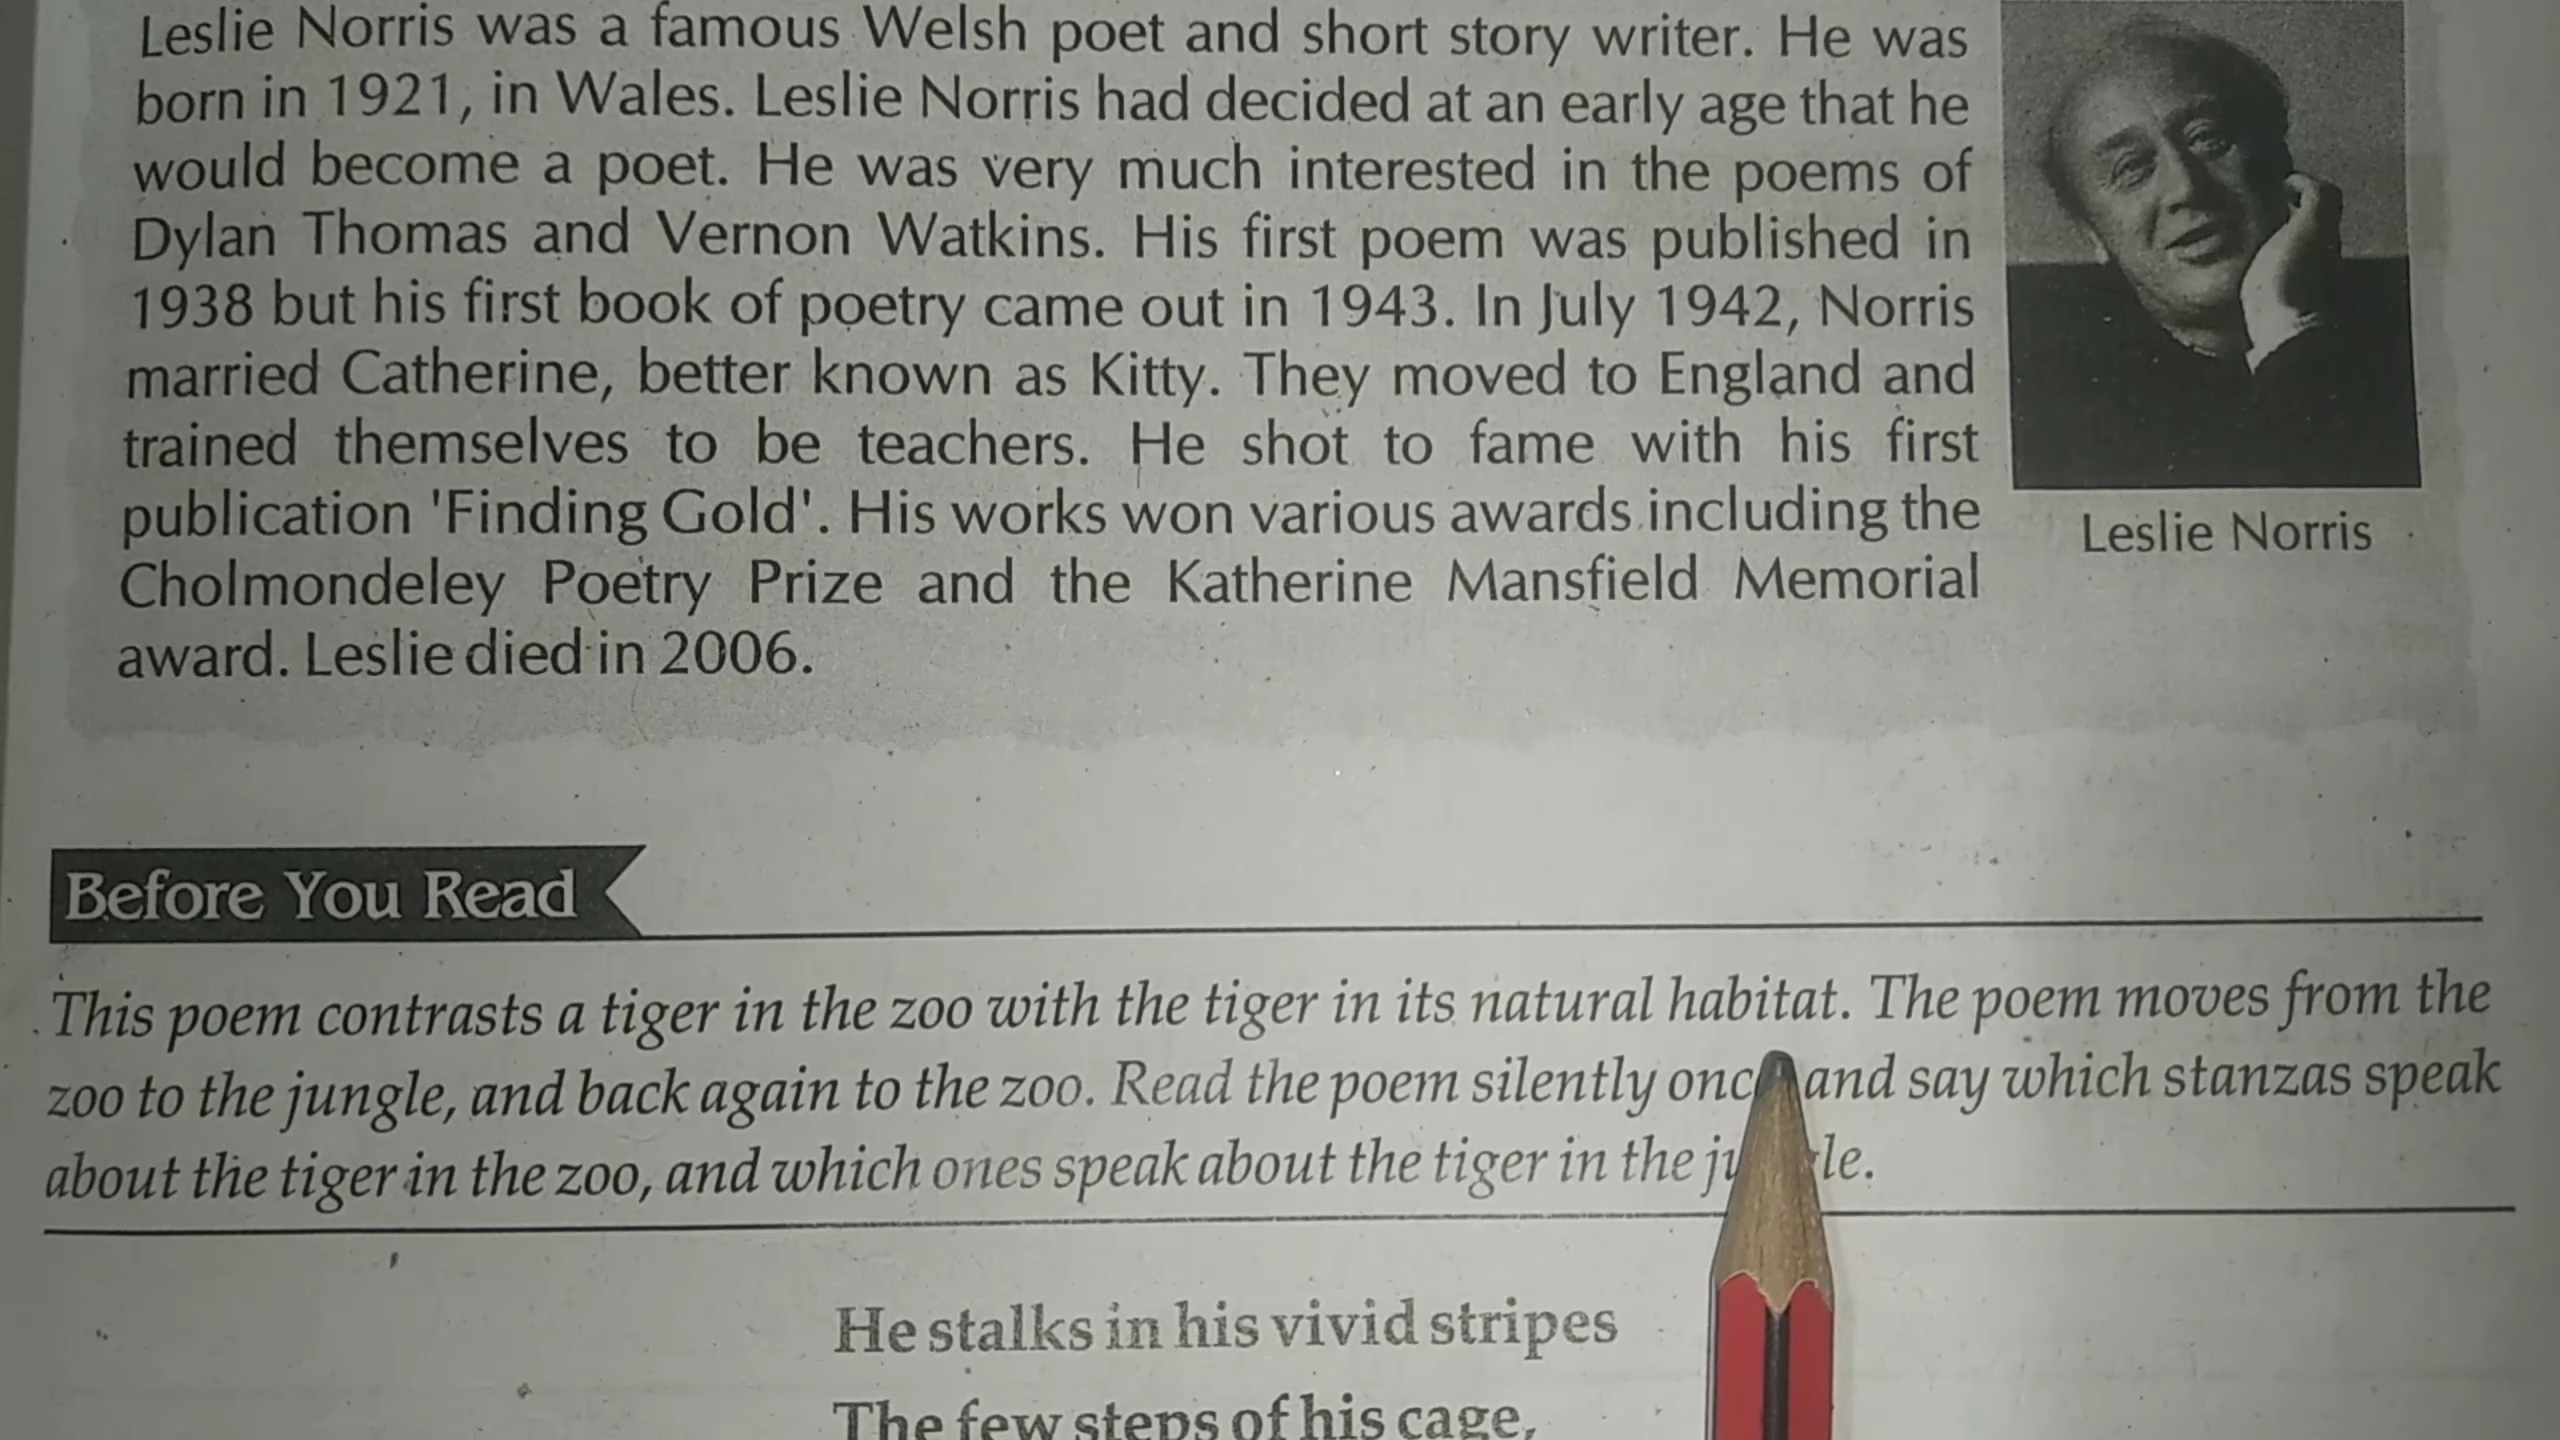 Leslie Norris was a famous Welsh poet and short story writer. He was
born in 1921, in Wales. Leslie Norris had decided at an early age that he
would become a poet. He was very much interested in the poems of
Dylan Thomas and Vernon Watkins. His first poem was published in
1938 but his first book of poetry came out in 1943. In July 1942, Norris
married Catherine, better known as Kitty. They moved to England and
trained themselves to be teachers. He shot to fame with his first
publication 'Finding Gold'. His works won various awards including the
Cholmondeley Poetry Prize and the Katherine Mansfield Memorial
award. Leslie died in 2006.
Leslie Norris
Before You Read
This poem contrasts a tiger in the zoo with the tiger in its natural habitat. The poem moves from the
zoo to the jungle, and back again to the zoo. Read the poem silently once and say which stanzas speak
about the tiger in the zoo, and which ones speak about the tiger in the
He stalks in his vivid stripes
The few steps of his cage,